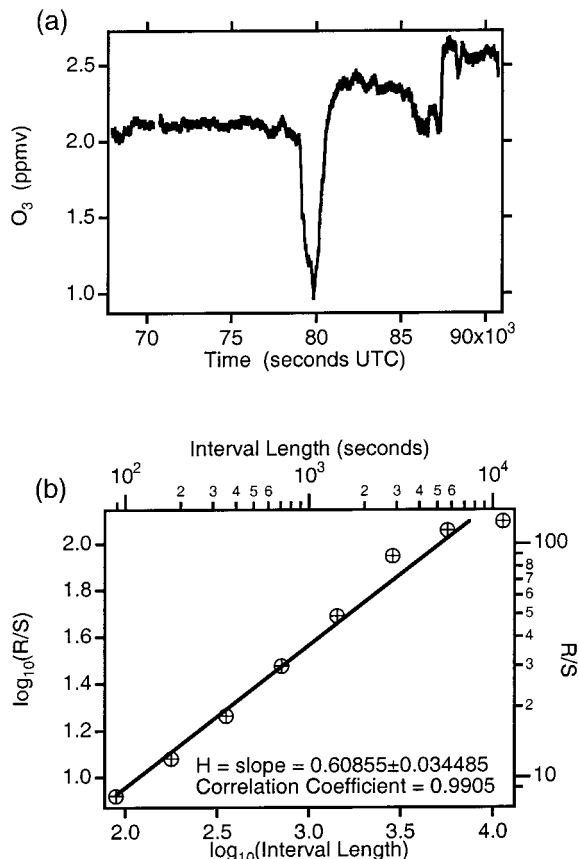 (a)
2.5
2.0
1.5
1.0
O₃ (ppmv)
70 75 80 85 90x10³
Time (seconds UTC)
Interval Length (seconds)
10² 2 3 4 5 6 10³ 2 3 4 5 6 10⁴
(b)
2.0
1.8
1.6
1.4
1.2
1.0
log₁₀(R/S)
100
8
7
6
5
4
3
2
10
R/S
H = slope = 0.60855±0.034485
Correlation Coefficient = 0.9905
2.0 2.5 3.0 3.5 4.0
log₁₀(Interval Length)